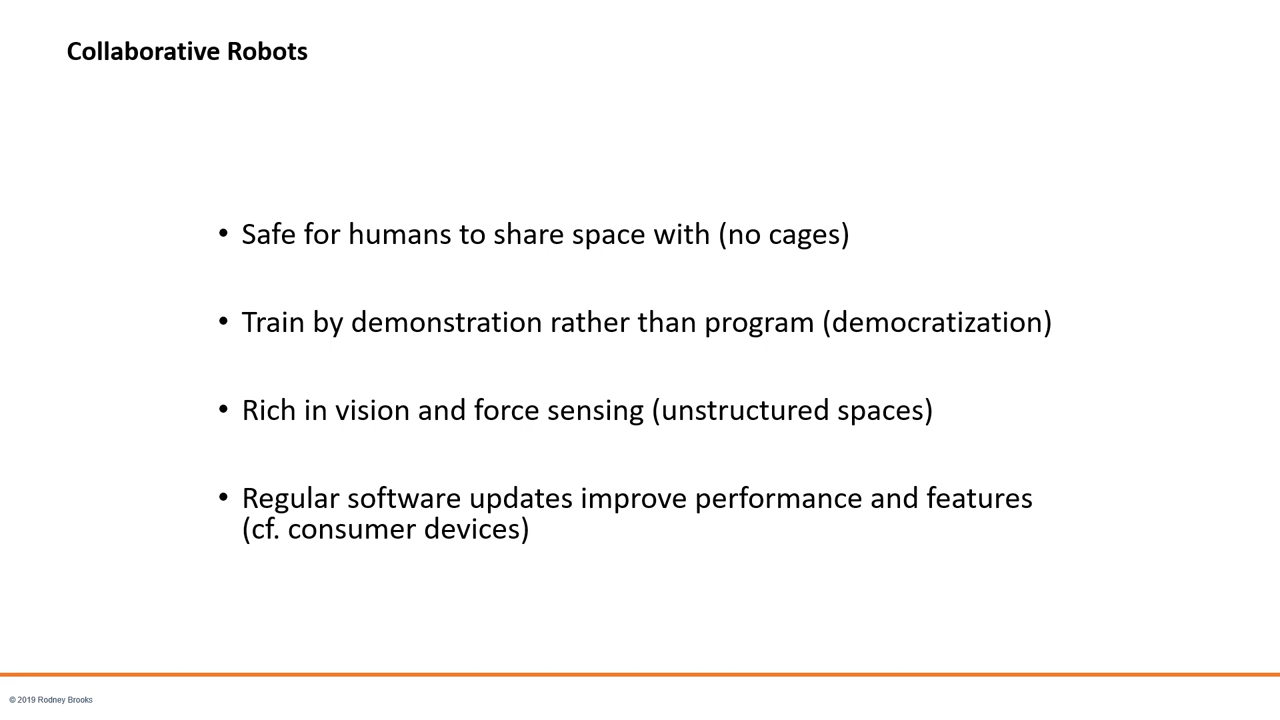 Collaborative Robots
• Safe for humans to share space with (no cages)
• Train by demonstration rather than program (democratization)
• Rich in vision and force sensing (unstructured spaces)
• Regular software updates improve performance and features
(cf. consumer devices)
© 2019 Rodney Brooks